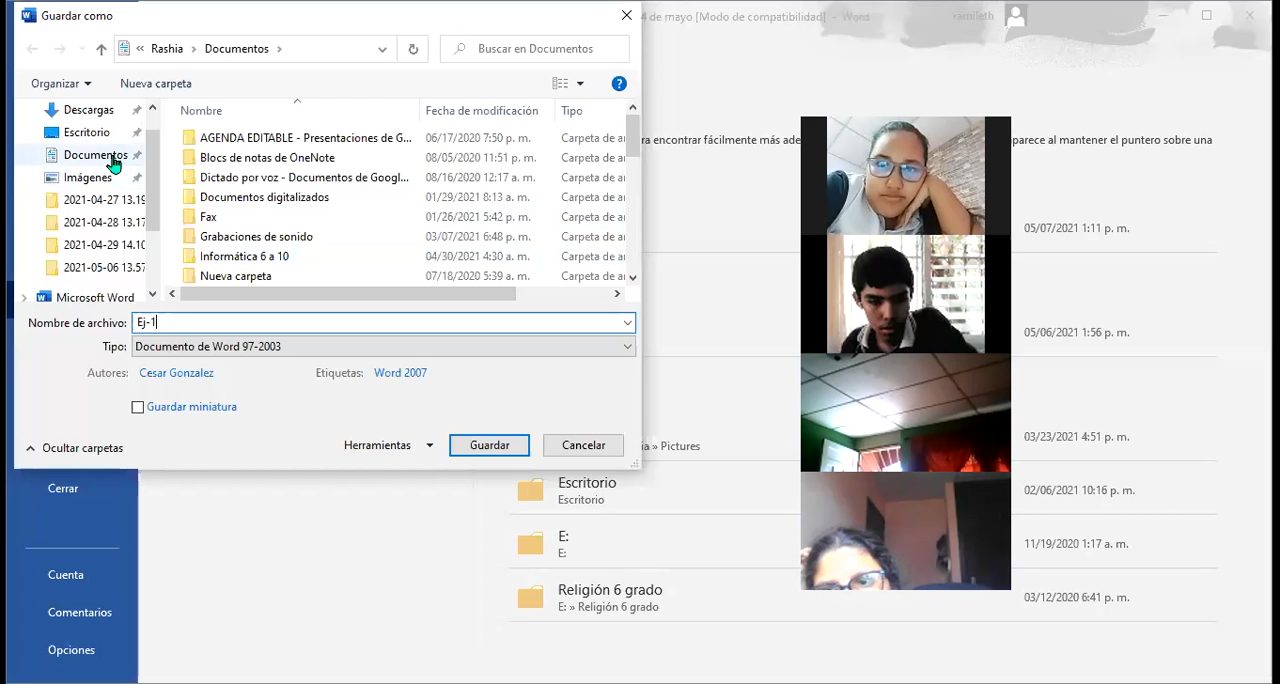 Guardar como
4 de mayo [Modo de compatibilidad] - Word
ramileth
Rashia > Documentos >
Buscar en Documentos
Organizar
Nueva carpeta
Descargas
Escritorio
Documentos
Imágenes
2021-04-27 13.19
2021-04-28 13.17
2021-04-29 14.10
2021-05-06 13.57
Microsoft Word
Nombre
Fecha de modificación
Tipo
AGENDA EDITABLE - Presentaciones de G...
06/17/2020 7:50 p. m.
Carpeta de ar
Blocs de notas de OneNote
08/05/2020 11:51 p. m.
Carpeta de ar
Dictado por voz - Documentos de Googl...
08/16/2020 12:17 a. m.
Carpeta de ar
Documentos digitalizados
01/29/2021 8:13 a. m.
Carpeta de ar
Fax
01/26/2021 5:42 p. m.
Carpeta de ar
Grabaciones de sonido
03/07/2021 6:48 p. m.
Carpeta de ar
Informática 6 a 10
04/30/2021 4:30 a. m.
Carpeta de ar
Nueva carpeta
07/18/2020 5:39 a. m.
Carpeta de ar
Nombre de archivo:
Ej-1
Tipo:
Documento de Word 97-2003
Autores:
Cesar Gonzalez
Etiquetas:
Word 2007
Guardar miniatura
Ocultar carpetas
Herramientas
Guardar
Cancelar
ra encontrar fácilmente más ade
parece al mantener el puntero sobre una
05/07/2021 1:11 p. m.
05/06/2021 1:56 p. m.
ia » Pictures
03/23/2021 4:51 p. m.
Escritorio
Escritorio
02/06/2021 10:16 p. m.
E:
E:
11/19/2020 1:17 a. m.
Religión 6 grado
E: » Religión 6 grado
03/12/2020 6:41 p. m.
Cerrar
Cuenta
Comentarios
Opciones